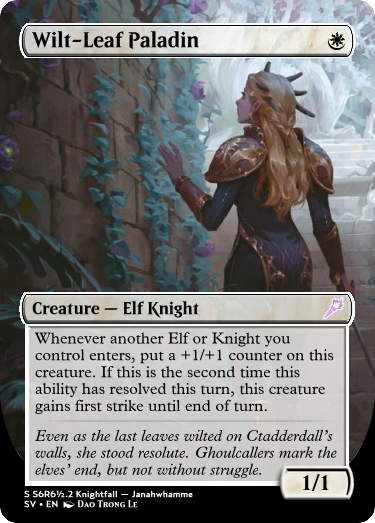 Wilt-Leaf Paladin
Creature — Elf Knight
Whenever another Elf or Knight you
control enters, put a +1/+1 counter on this
creature. If this is the second time this
ability has resolved this turn, this creature
gains first strike until end of turn.
Even as the last leaves wilted on Ctadderdall's
walls, she stood resolute. Ghoulcallers mark the
elves' end, but not without struggle.
1/1
S S6R6½.2 Knightfall — Janahwhamme
SV • EN Dao Trong Le